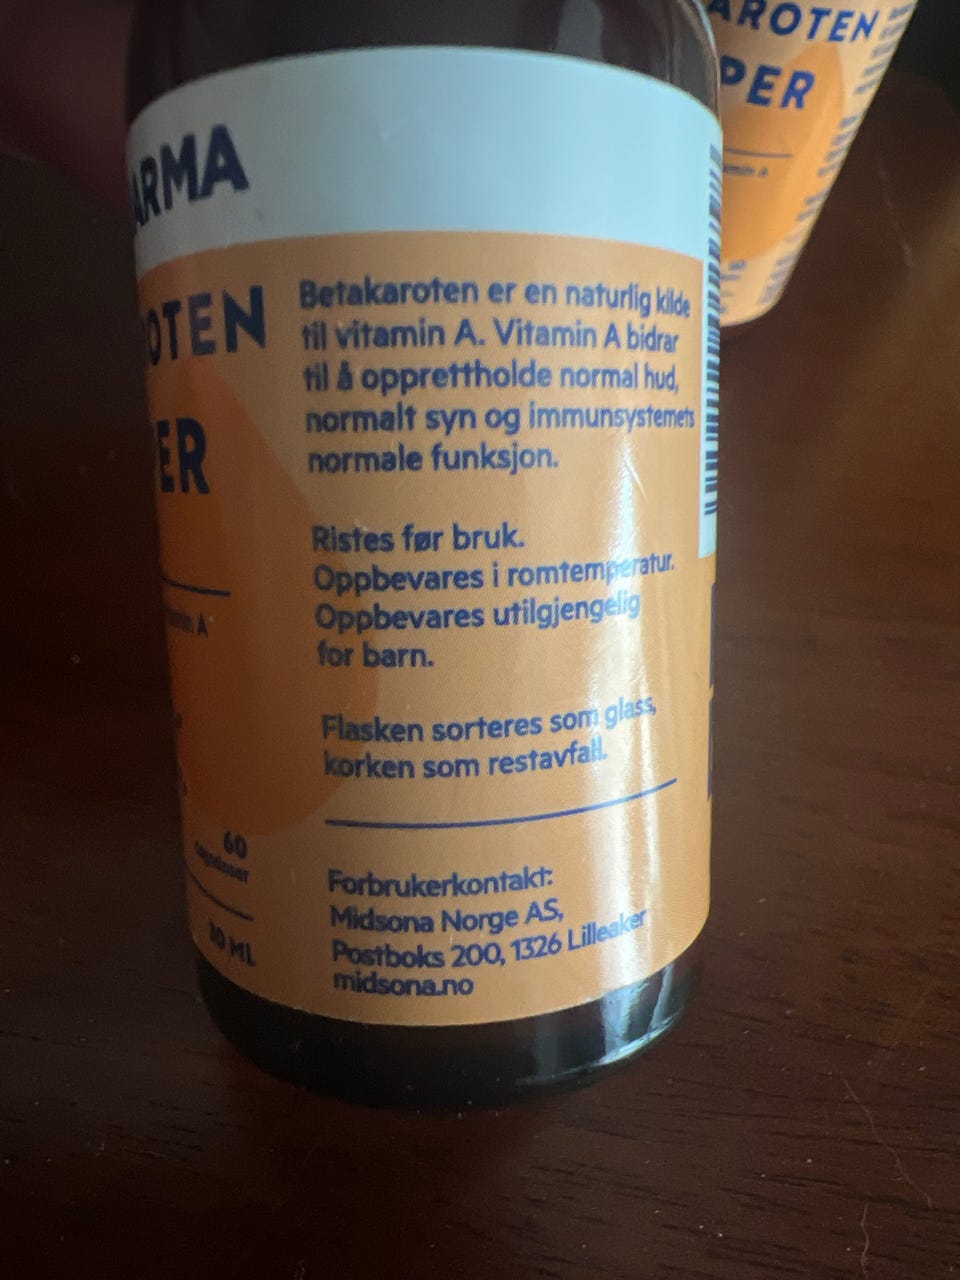 ARMA
OTEN
ER
Betakaroten er en naturlig kilde
til vitamin A. Vitamin A bidrar
til å opprettholde normal hud,
normalt syn og immunsystemets
normale funksjon.
Ristes før bruk.
Oppbevares i romtemperatur.
Oppbevares utilgjengelig
for barn.
Flasken sorteres som glass,
korken som restavfall.
Forbrukerkontakt:
Midsona Norge AS,
Postboks 200, 1326 Lilleaker
midsona.no
60
ML
AROTEN
PER